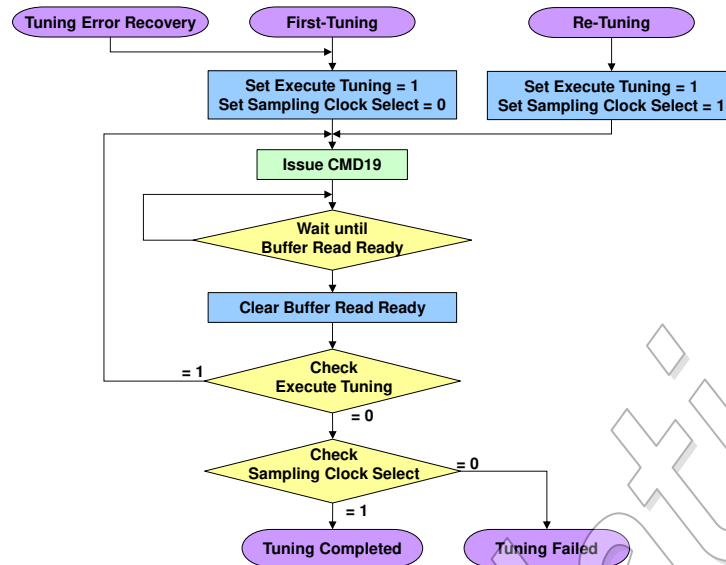 Tuning Error Recovery
First-Tuning
Re-Tuning
Set Execute Tuning = 1
Set Sampling Clock Select = 0
Set Execute Tuning = 1
Set Sampling Clock Select = 1
Issue CMD19
Wait until
Buffer Read Ready
Clear Buffer Read Ready
Check
Execute Tuning
= 1
= 0
Check
Sampling Clock Select
= 0
= 1
Tuning Completed
Tuning Failed